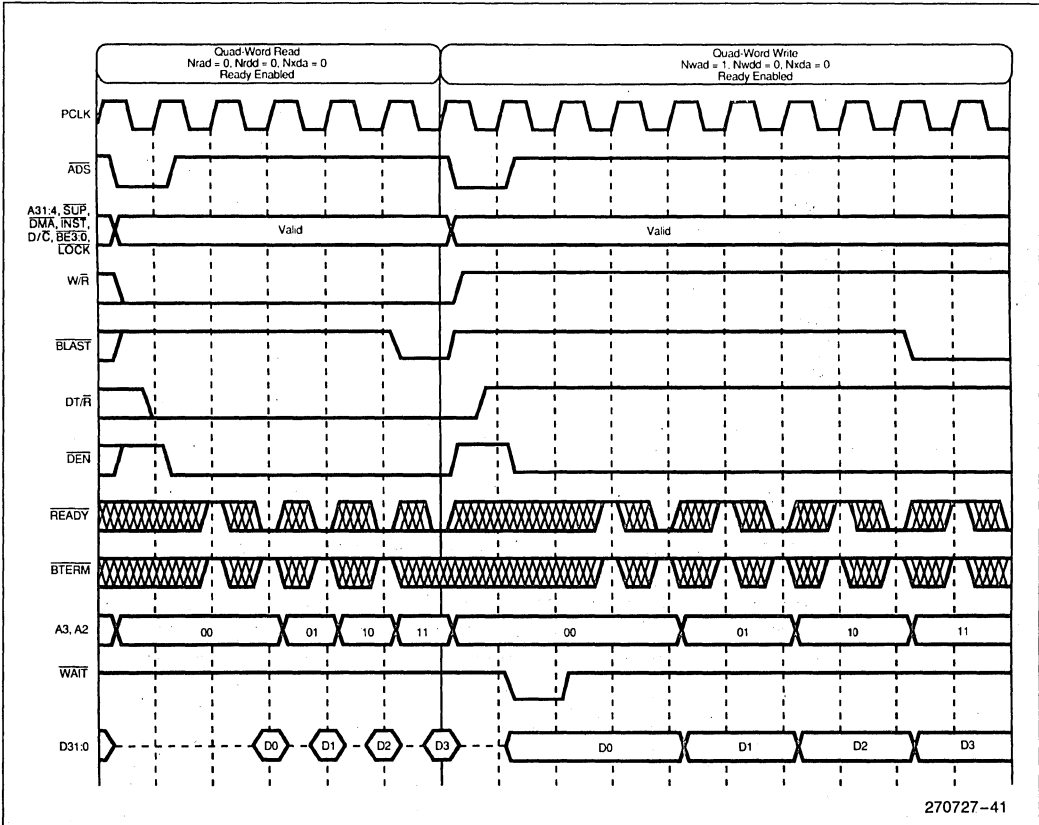 Quad-Word Read
Nrad = 0, Nrdd = 0, Nxda = 0
Ready Enabled
Quad-Word Write
Nwad = 1, Nwdd = 0, Nxda = 0
Ready Enabled
PCLK
ADS
A31:4, SUP,
DMA, INST,
D/C, BE3:0,
LOCK
Valid
Valid
W/R
BLAST
DT/R
DEN
READY
BTERM
A3, A2
00
01
10
11
00
01
10
11
WAIT
D31:0
D0
D1
D2
D3
D0
D1
D2
D3
270727-41